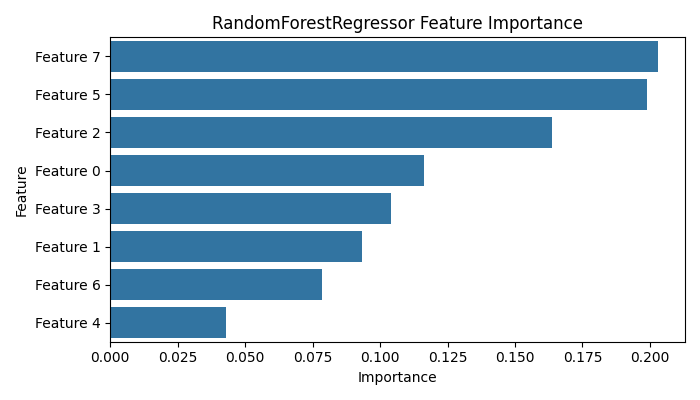 RandomForestRegressor Feature Importance
Feature 7
Feature 5
Feature 2
Feature 0
Feature 3
Feature 1
Feature 6
Feature 4
Feature
0.000 0.025 0.050 0.075 0.100 0.125 0.150 0.175 0.200
Importance